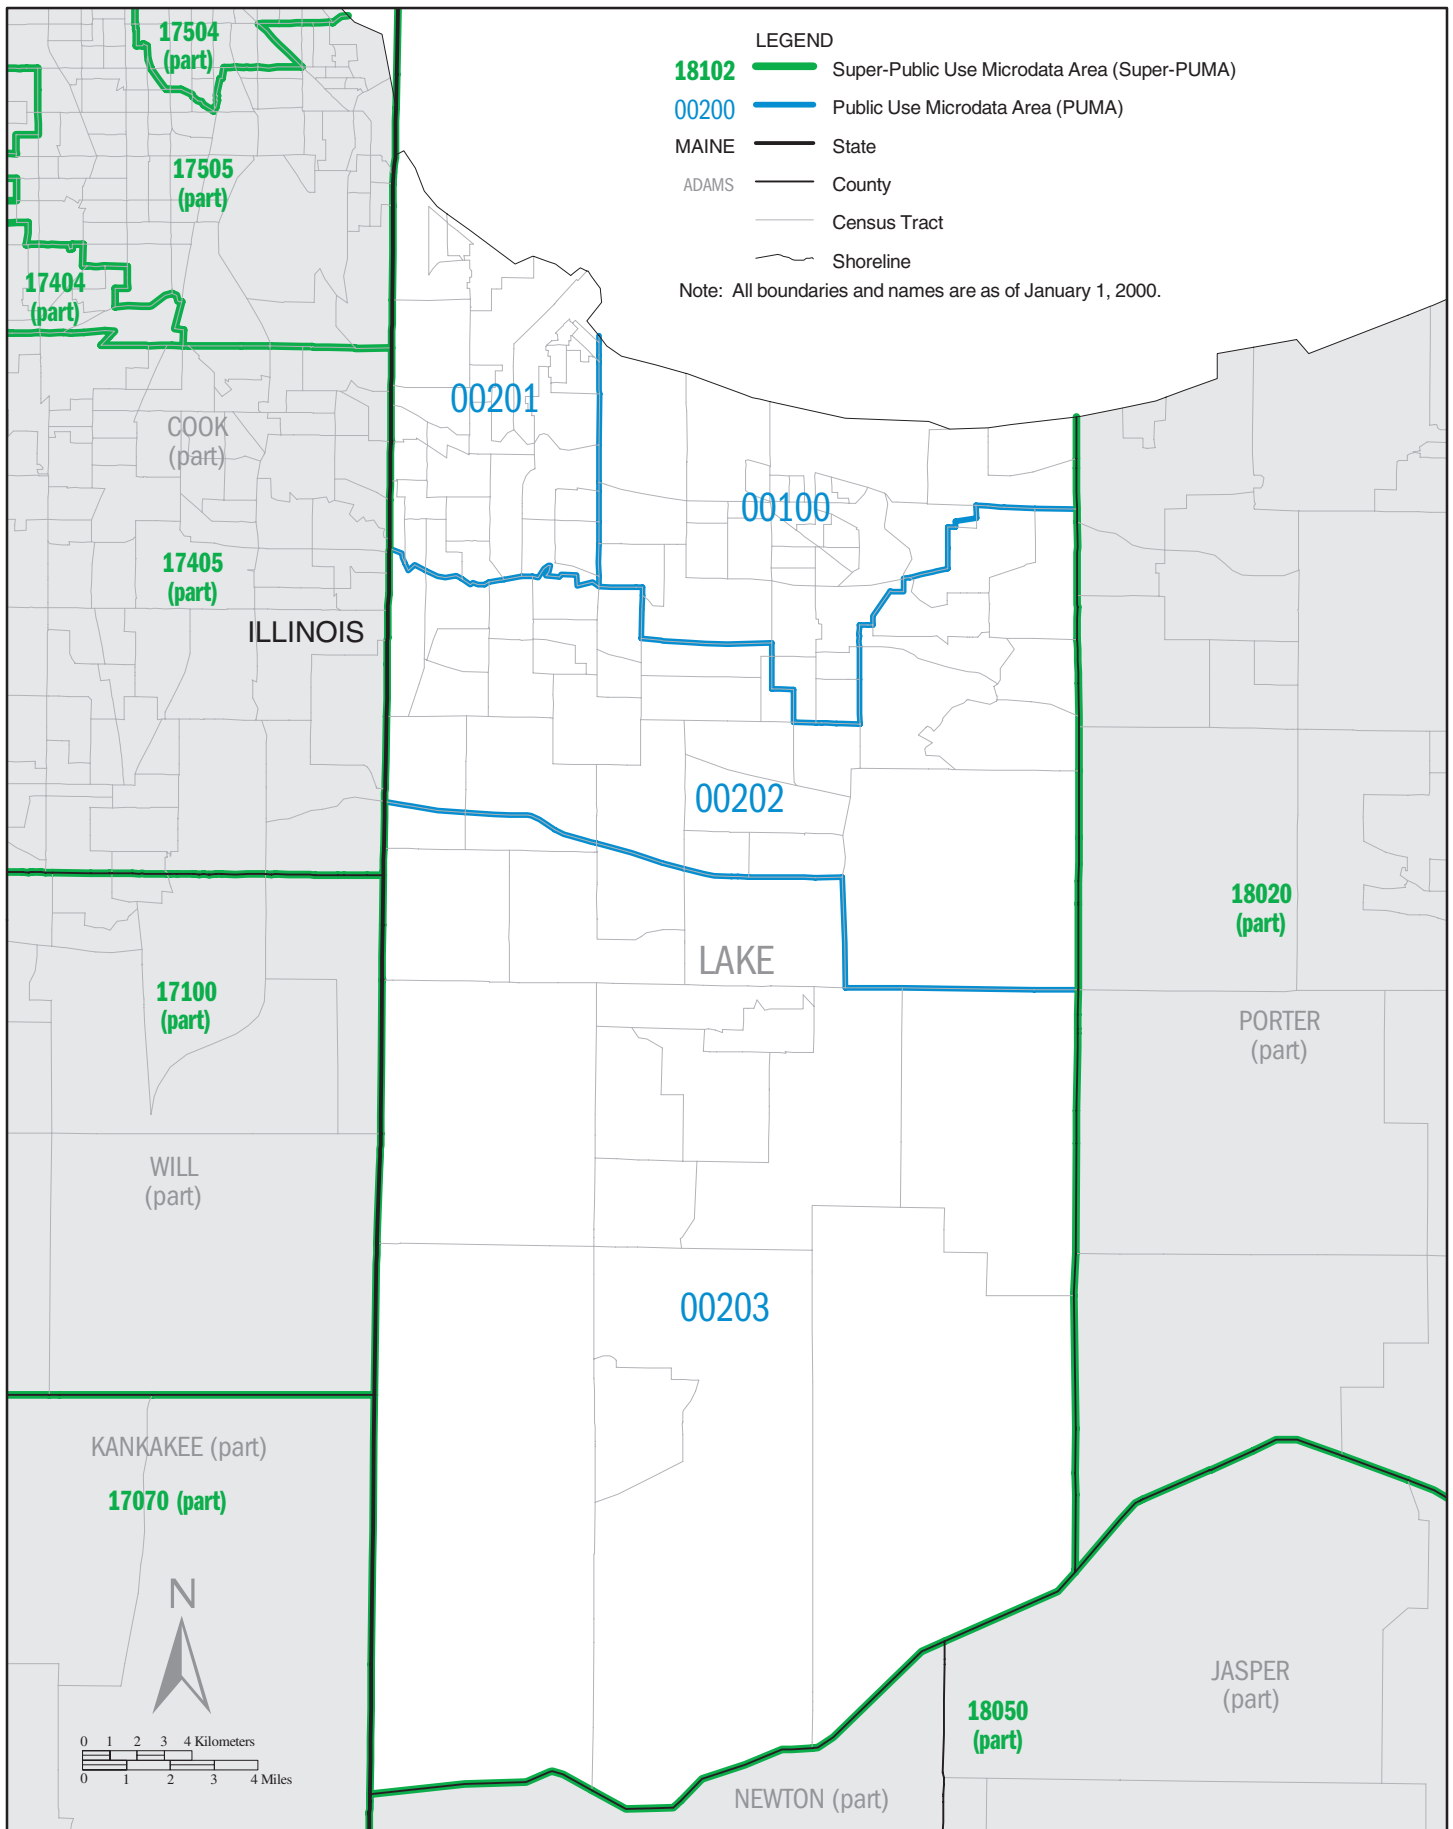 LEGEND
18102 Super-Public Use Microdata Area (Super-PUMA)
00200 Public Use Microdata Area (PUMA)
MAINE State
ADAMS County
Census Tract
Shoreline
Note: All boundaries and names are as of January 1, 2000.
17504
(part)
17505
(part)
17404
(part)
00201
COOK
(part)
00100
17405
(part)
ILLINOIS
00202
18020
(part)
LAKE
17100
(part)
PORTER
(part)
WILL
(part)
00203
KANKAKEE (part)
17070 (part)
N
JASPER
(part)
18050
(part)
0 1 2 3 4 Kilometers
0 1 2 3 4 Miles
NEWTON (part)